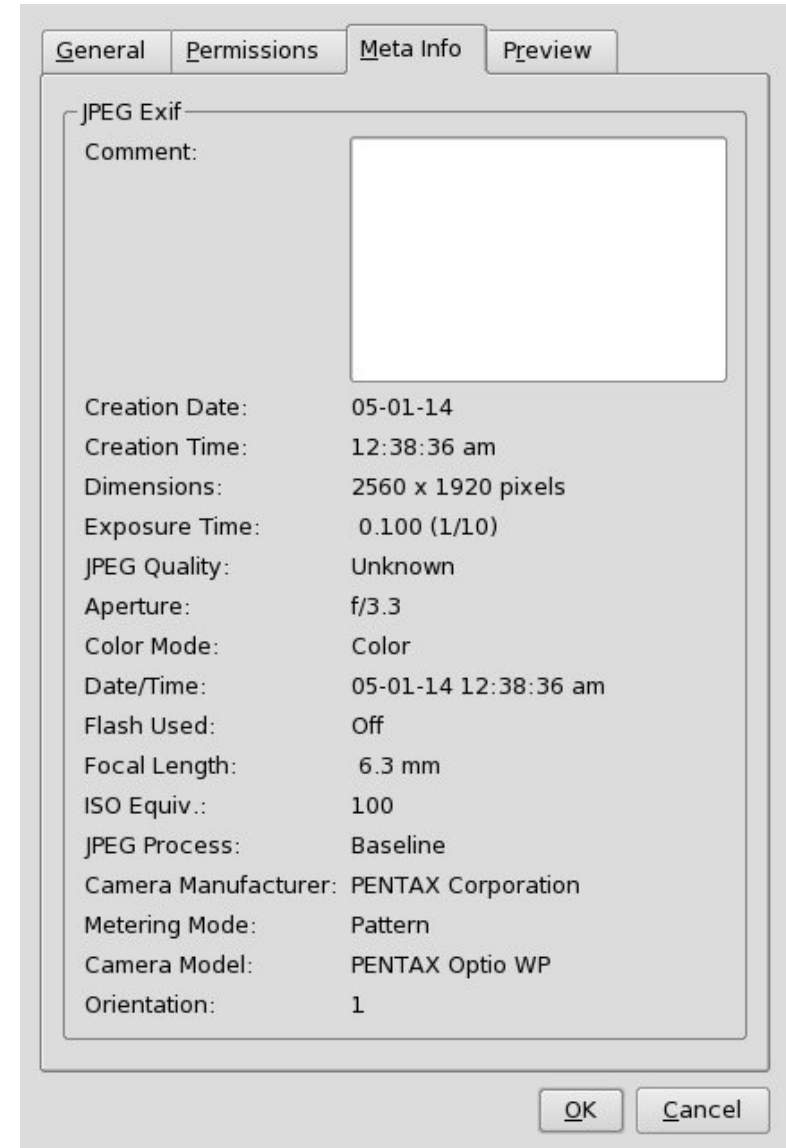 General Permissions Meta Info Preview
JPEG Exif
Comment:
Creation Date: 05-01-14
Creation Time: 12:38:36 am
Dimensions: 2560 x 1920 pixels
Exposure Time: 0.100 (1/10)
JPEG Quality: Unknown
Aperture: f/3.3
Color Mode: Color
Date/Time: 05-01-14 12:38:36 am
Flash Used: Off
Focal Length: 6.3 mm
ISO Equiv.: 100
JPEG Process: Baseline
Camera Manufacturer: PENTAX Corporation
Metering Mode: Pattern
Camera Model: PENTAX Optio WP
Orientation: 1
OK Cancel